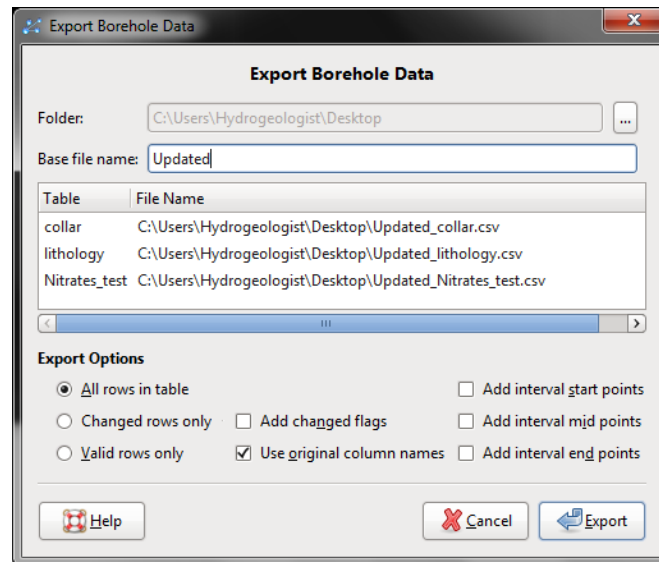 Export Borehole Data
Export Borehole Data
Folder: C:\Users\Hydrogeologist\Desktop ...
Base file name: Updated
Table File Name
collar C:\Users\Hydrogeologist\Desktop\Updated_collar.csv
lithology C:\Users\Hydrogeologist\Desktop\Updated_lithology.csv
Nitrates_test C:\Users\Hydrogeologist\Desktop\Updated_Nitrates_test.csv
Export Options
All rows in table Add interval start points
Changed rows only Add changed flags Add interval mid points
Valid rows only Use original column names Add interval end points
Help Cancel Export